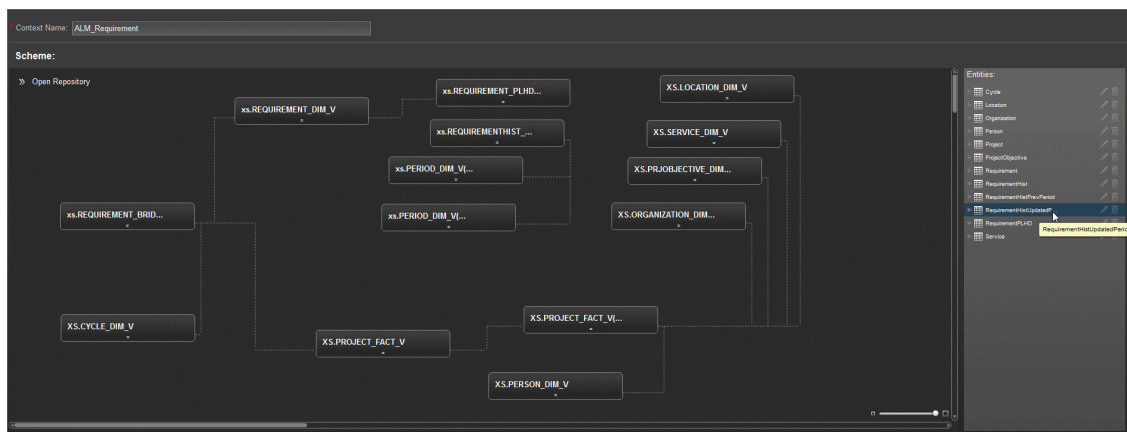 * Context Name: ALM_Requirement
Scheme:
» Open Repository
xs.REQUIREMENT_DIM_V
xs.REQUIREMENT_PLHD...
xs.REQUIREMENTHIST_...
xs.PERIOD_DIM_V(...
xs.PERIOD_DIM_V(...
xs.REQUIREMENT_BRID...
XS.CYCLE_DIM_V
XS.PROJECT_FACT_V
XS.LOCATION_DIM_V
XS.SERVICE_DIM_V
XS.PRJOBJECTIVE_DIM...
XS.ORGANIZATION_DIM...
XS.PROJECT_FACT_V(...
XS.PERSON_DIM_V
Entities:
Cycle
Location
Organization
Person
Project
ProjectObjective
Requirement
RequirementHist
RequirementHistPrevPeriod
RequirementHistUpdatedP
RequirementPLHD
RequirementHistUpdatedPerio
Service